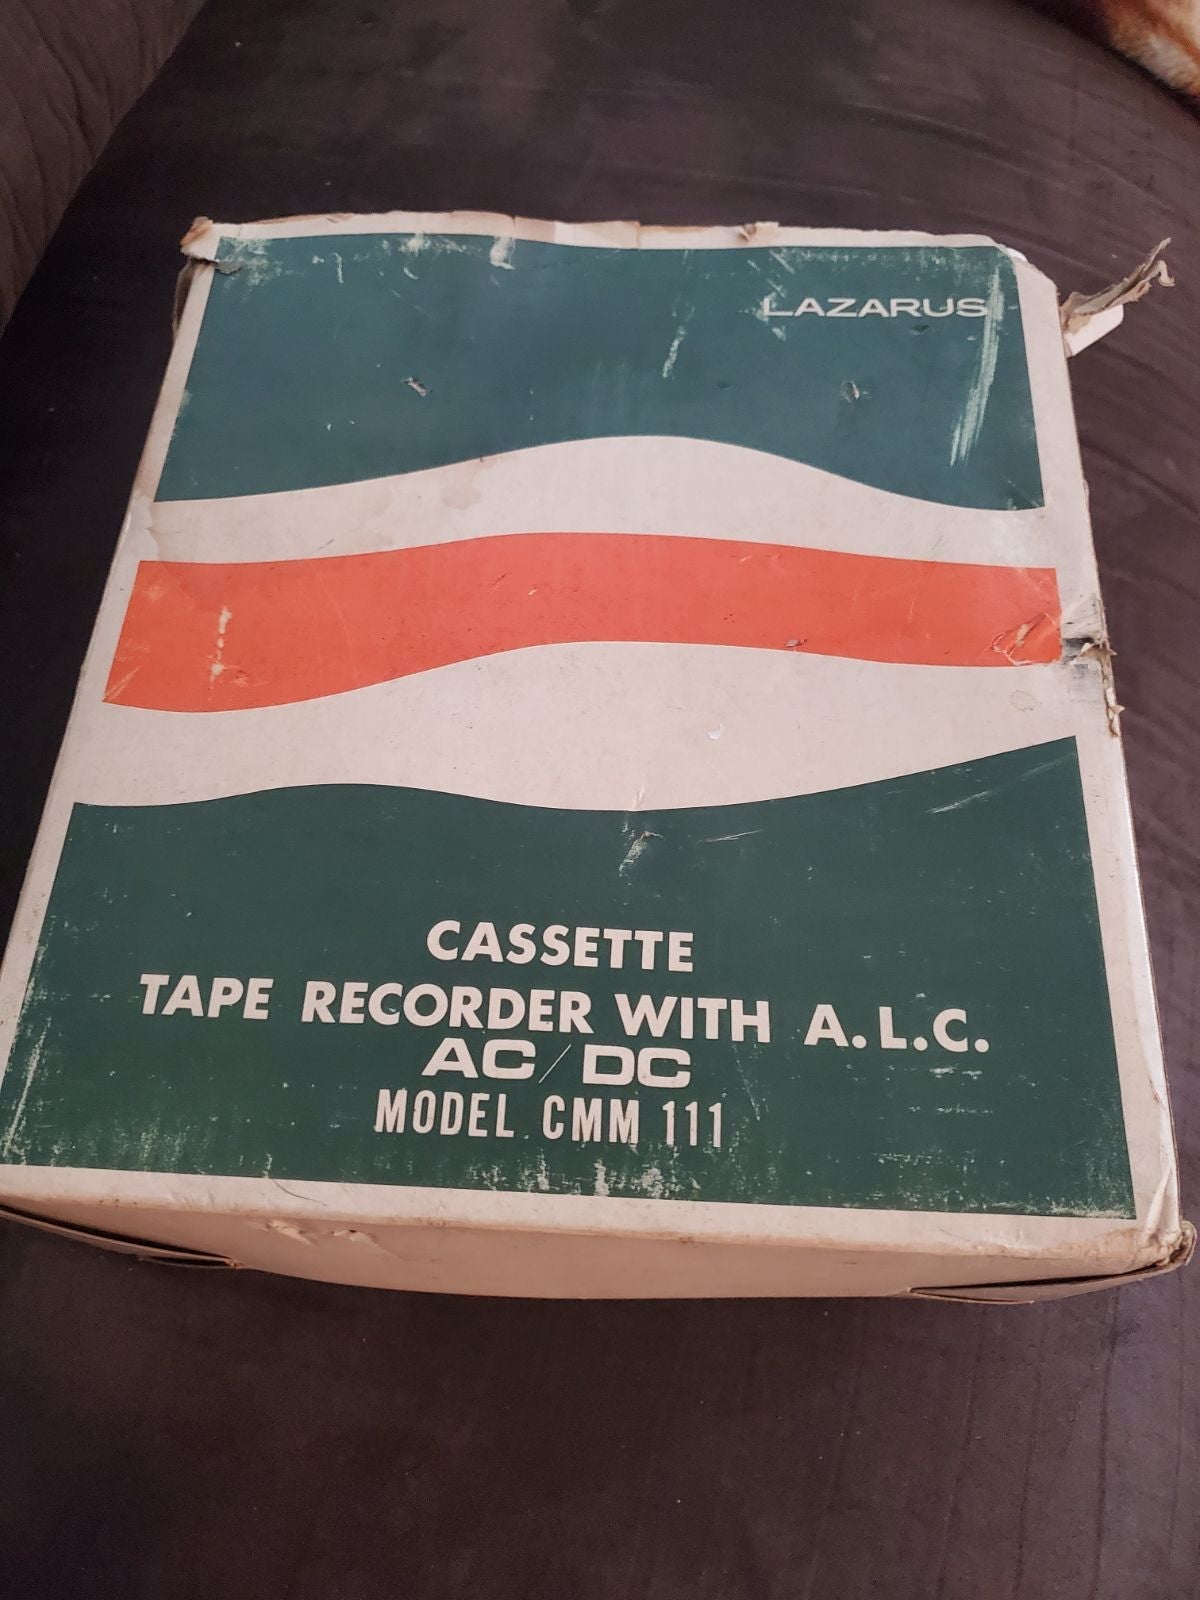 LAZARUS
CASSETTE
TAPE RECORDER WITH A.L.C.
AC/DC
MODEL CMM 111